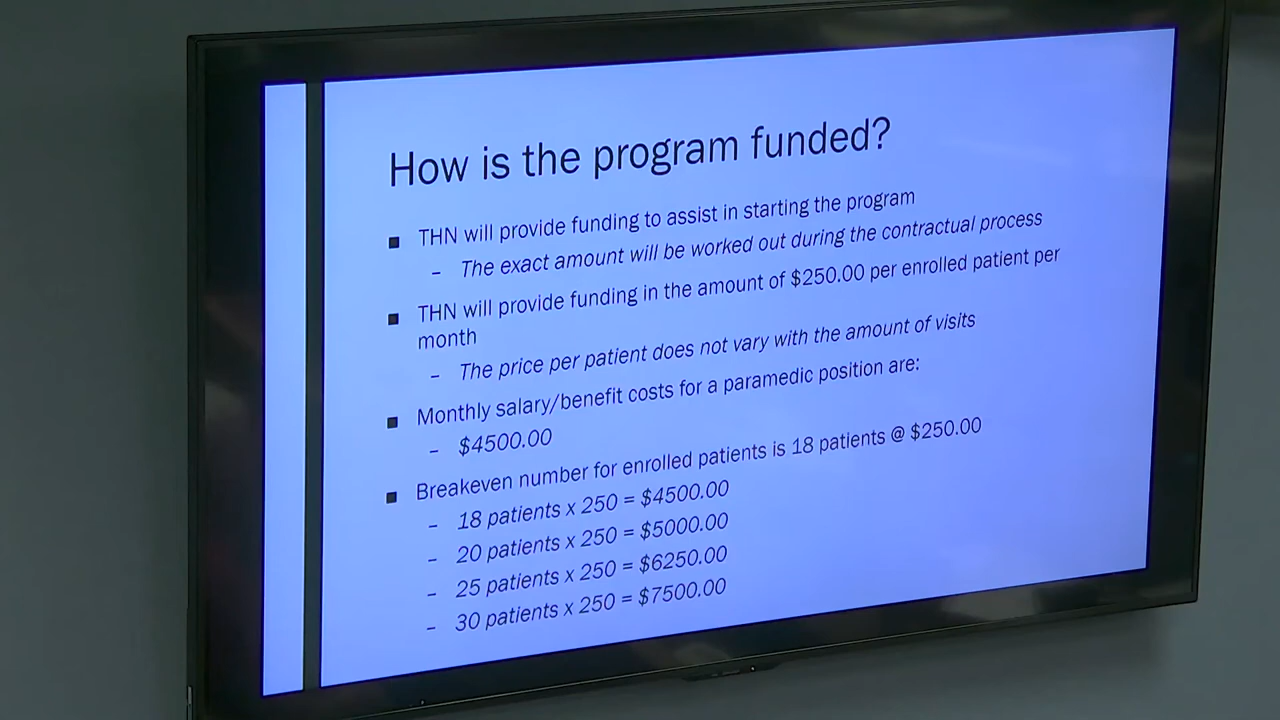 How is the program funded?
■ THN will provide funding to assist in starting the program
– The exact amount will be worked out during the contractual process
■ THN will provide funding in the amount of $250.00 per enrolled patient per
month
– The price per patient does not vary with the amount of visits
■ Monthly salary/benefit costs for a paramedic position are:
– $4500.00
■ Breakeven number for enrolled patients is 18 patients @ $250.00
– 18 patients x 250 = $4500.00
– 20 patients x 250 = $5000.00
– 25 patients x 250 = $6250.00
– 30 patients x 250 = $7500.00